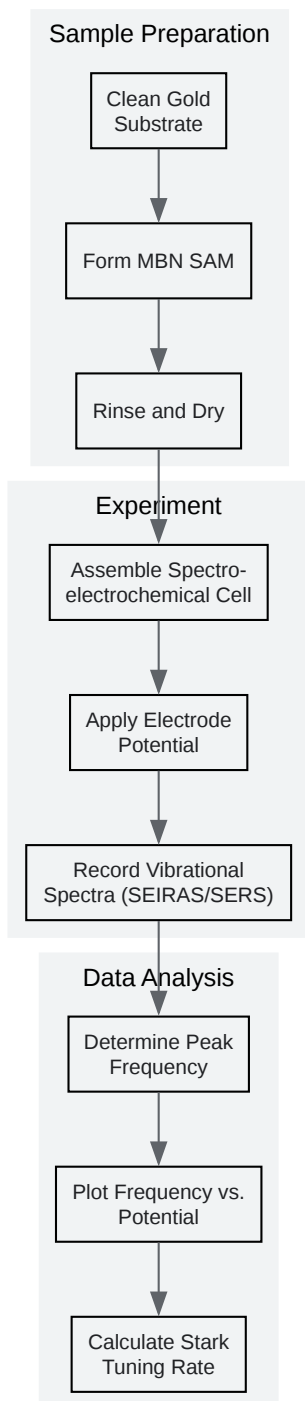 Sample Preparation
Clean Gold
Substrate
Form MBN SAM
Rinse and Dry
Experiment
Assemble Spectro-
electrochemical Cell
Apply Electrode
Potential
Record Vibrational
Spectra (SEIRAS/SERS)
Data Analysis
Determine Peak
Frequency
Plot Frequency vs.
Potential
Calculate Stark
Tuning Rate